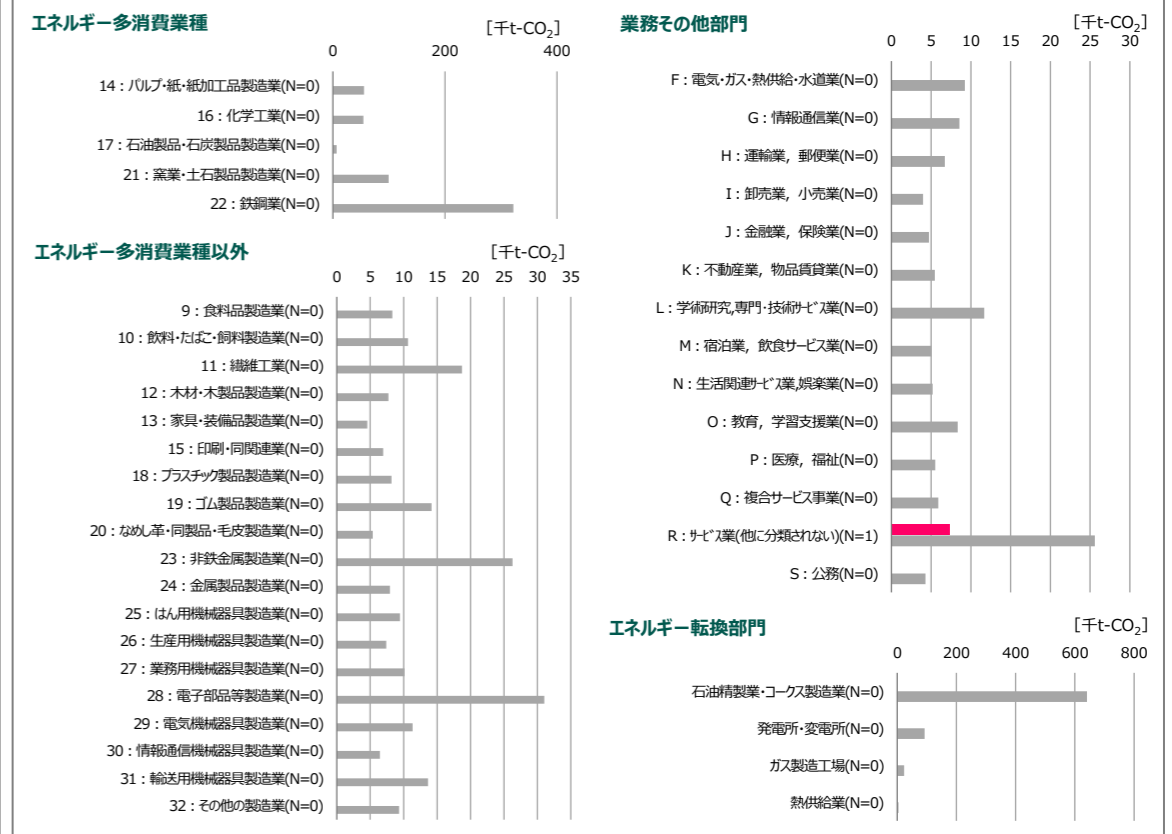 エネルギー多消費業種
[千t-CO2]
0 200 400
14：パルプ・紙・紙加工品製造業(N=0)
16：化学工業(N=0)
17：石油製品・石炭製品製造業(N=0)
21：窯業・土石製品製造業(N=0)
22：鉄鋼業(N=0)
エネルギー多消費業種以外
[千t-CO2]
0 5 10 15 20 25 30 35
9：食料品製造業(N=0)
10：飲料・たばこ・飼料製造業(N=0)
11：繊維工業(N=0)
12：木材・木製品製造業(N=0)
13：家具・装備品製造業(N=0)
15：印刷・同関連業(N=0)
18：プラスチック製品製造業(N=0)
19：ゴム製品製造業(N=0)
20：なめし革・同製品・毛皮製造業(N=0)
23：非鉄金属製造業(N=0)
24：金属製品製造業(N=0)
25：はん用機械器具製造業(N=0)
26：生産用機械器具製造業(N=0)
27：業務用機械器具製造業(N=0)
28：電子部品等製造業(N=0)
29：電気機械器具製造業(N=0)
30：情報通信機械器具製造業(N=0)
31：輸送用機械器具製造業(N=0)
32：その他の製造業(N=0)
業務その他部門
[千t-CO2]
0 5 10 15 20 25 30
F：電気・ガス・熱供給・水道業(N=0)
G：情報通信業(N=0)
H：運輸業，郵便業(N=0)
I：卸売業，小売業(N=0)
J：金融業，保険業(N=0)
K：不動産業，物品賃貸業(N=0)
L：学術研究,専門・技術ｻｰﾋﾞｽ業(N=0)
M：宿泊業，飲食サービス業(N=0)
N：生活関連ｻｰﾋﾞｽ業,娯楽業(N=0)
O：教育，学習支援業(N=0)
P：医療，福祉(N=0)
Q：複合サービス事業(N=0)
R：ｻｰﾋﾞｽ業(他に分類されない)(N=1)
S：公務(N=0)
エネルギー転換部門
[千t-CO2]
0 200 400 600 800
石油精製業・コークス製造業(N=0)
発電所・変電所(N=0)
ガス製造工場(N=0)
熱供給業(N=0)